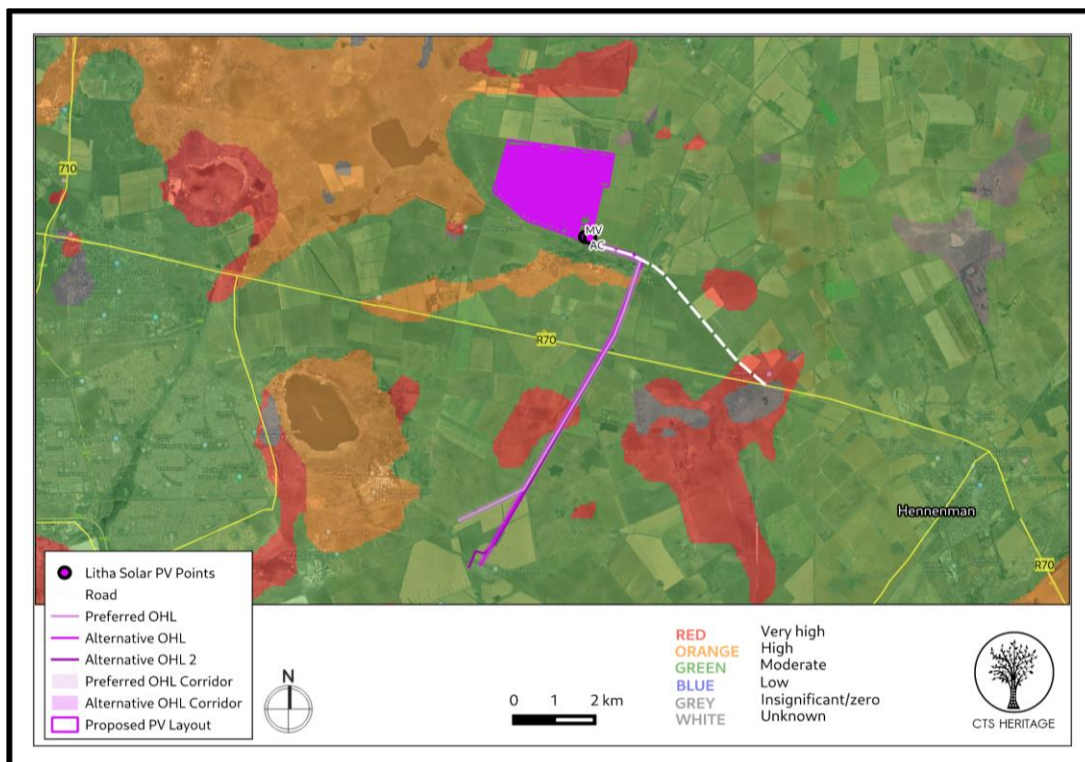 710
MV
AC
R70
Hennenman
R70
Litha Solar PV Points
Road
Preferred OHL
Alternative OHL
Alternative OHL 2
Preferred OHL Corridor
Alternative OHL Corridor
Proposed PV Layout
N
0 1 2 km
RED Very high
ORANGE High
GREEN Moderate
BLUE Low
GREY Insignificant/zero
WHITE Unknown
CTS HERITAGE